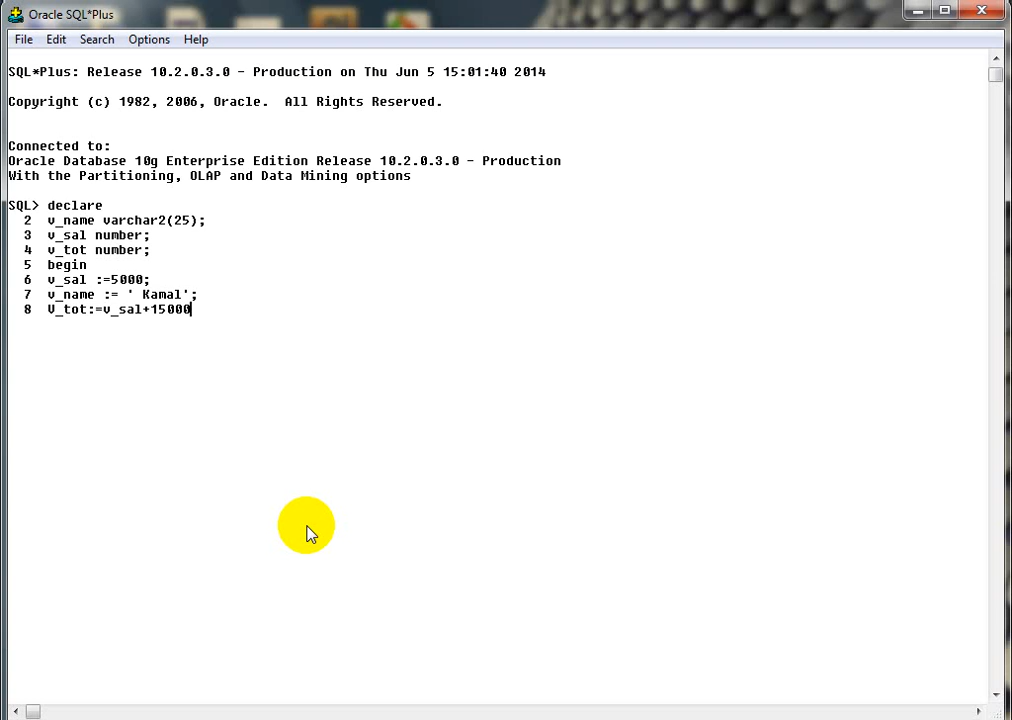 Oracle SQL*Plus
File Edit Search Options Help
SQL*Plus: Release 10.2.0.3.0 - Production on Thu Jun 5 15:01:40 2014
Copyright (c) 1982, 2006, Oracle.  All Rights Reserved.
Connected to:
Oracle Database 10g Enterprise Edition Release 10.2.0.3.0 - Production
With the Partitioning, OLAP and Data Mining options
SQL> declare
2 v_name varchar2(25);
3 v_sal number;
4 v_tot number;
5 begin
6 v_sal :=5000;
7 v_name := ' Kamal';
8 V_tot:=v_sal+15000